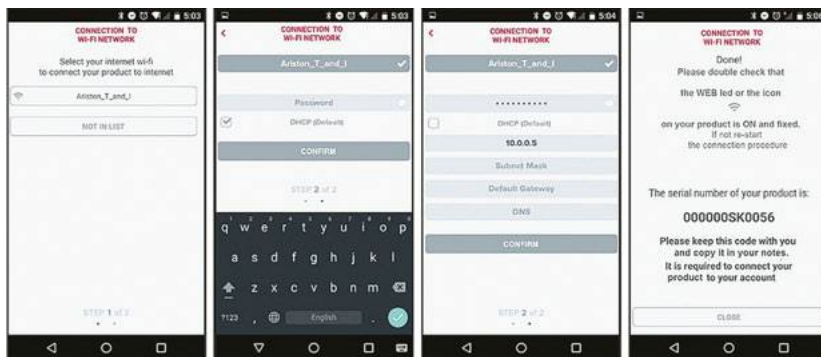 5:03
CONNECTION TO
WI-FI NETWORK
Select your internet wi-fi
to connect your product to internet
Ariston_T_and_I
NOT IN LIST
STEP 1 of 2
5:03
CONNECTION TO
WI-FI NETWORK
Ariston_T_and_I
Password
DHCP (Default)
CONFIRM
STEP 2 of 2
q w e r t y u i o p
a s d f g h j k l
z x c v b n m
?123 , English .
5:04
CONNECTION TO
WI-FI NETWORK
Ariston_T_and_I
DHCP (Default)
10.0.0.5
Subnet Mask
Default Gateway
DNS
CONFIRM
STEP 2 of 2
5:06
CONNECTION TO
WI-FI NETWORK
Done!
Please double check that
the WEB led or the icon
on your product is ON and fixed.
If not re-start
the connection procedure
The serial number of your product is:
000000SK0056
Please keep this code with you
and copy it in your notes.
It is required to connect your
product to your account
CLOSE